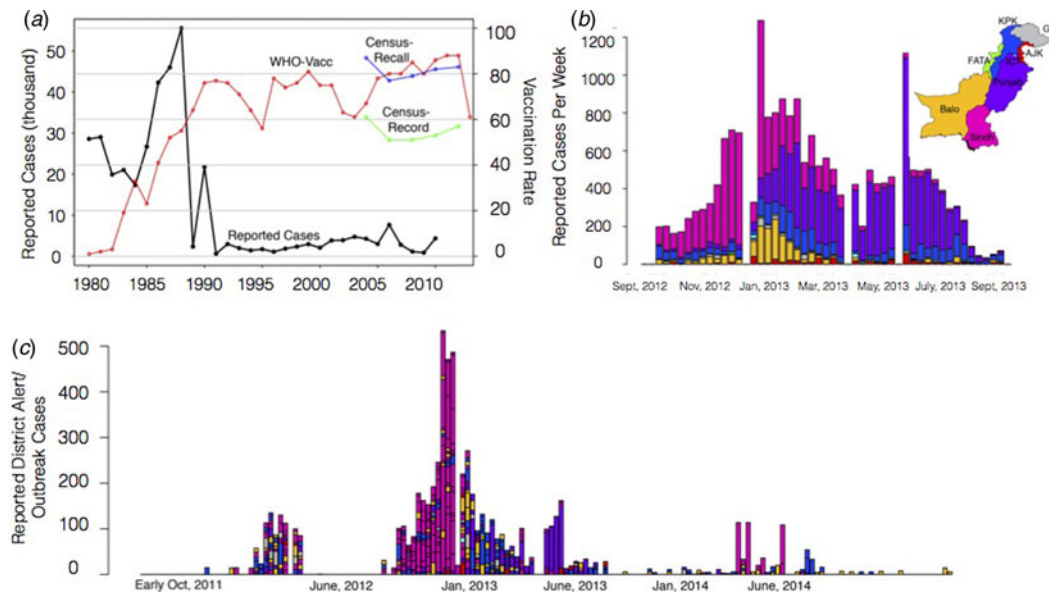 (a)
Reported Cases (thousand)
50
40
30
20
10
0
Census-
Recall
WHO-Vacc
Census-
Record
Reported Cases
100
80
60
40
20
0
Vaccination Rate
1980 1985 1990 1995 2000 2005 2010
(b)
Reported Cases Per Week
1200
1000
800
600
400
200
0
KPK
G
AJK
FATA
ICT
Punjab
Balo
Sindh
Sept, 2012 Nov, 2012 Jan, 2013 Mar, 2013 May, 2013 July, 2013 Sept, 2013
(c)
Reported District Alert/
Outbreak Cases
500
400
300
200
100
0
Early Oct, 2011 June, 2012 Jan, 2013 June, 2013 Jan, 2014 June, 2014